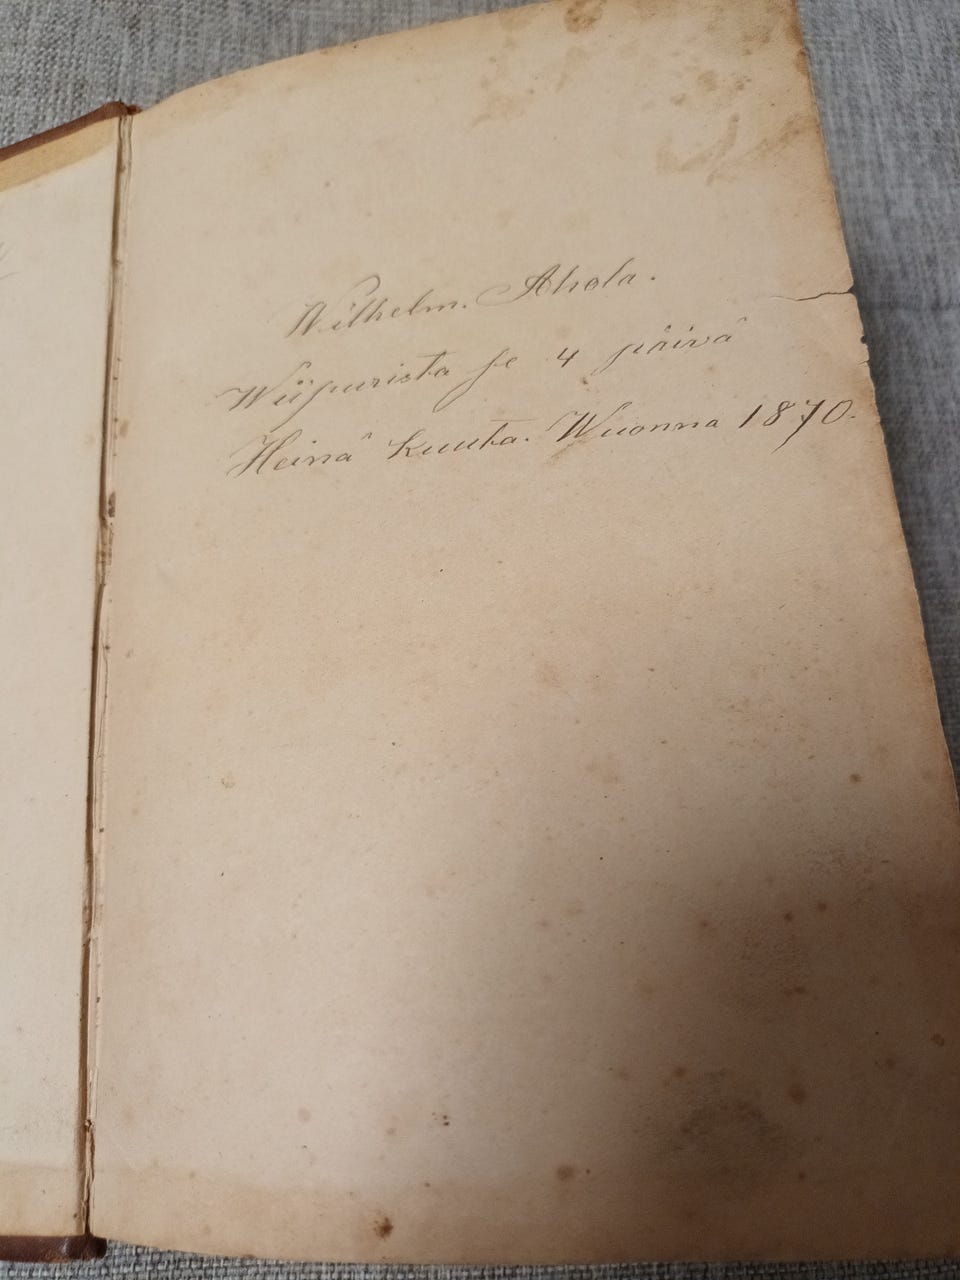 Wilhelm. Ahola.
Wiipurista se 4 päivä
Heinä kuuta. Wuonna 1870.